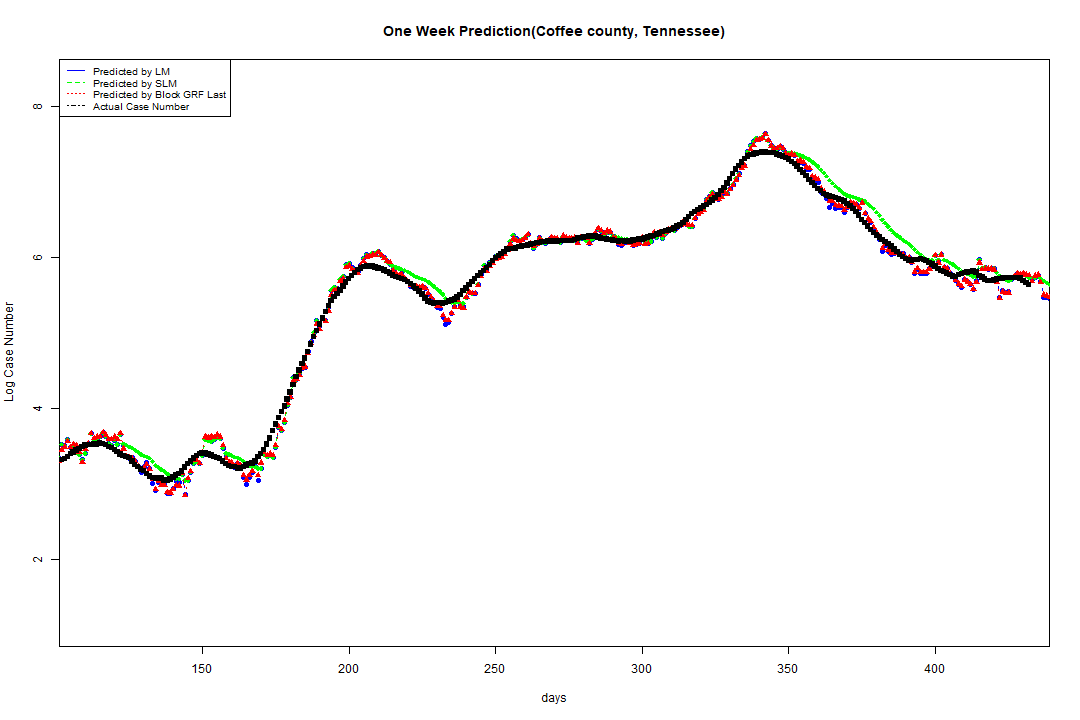 One Week Prediction(Coffee county, Tennessee)
Predicted by LM
Predicted by SLM
Predicted by Block GRF Last
Actual Case Number
8
6
4
2
Log Case Number
150 200 250 300 350 400
days